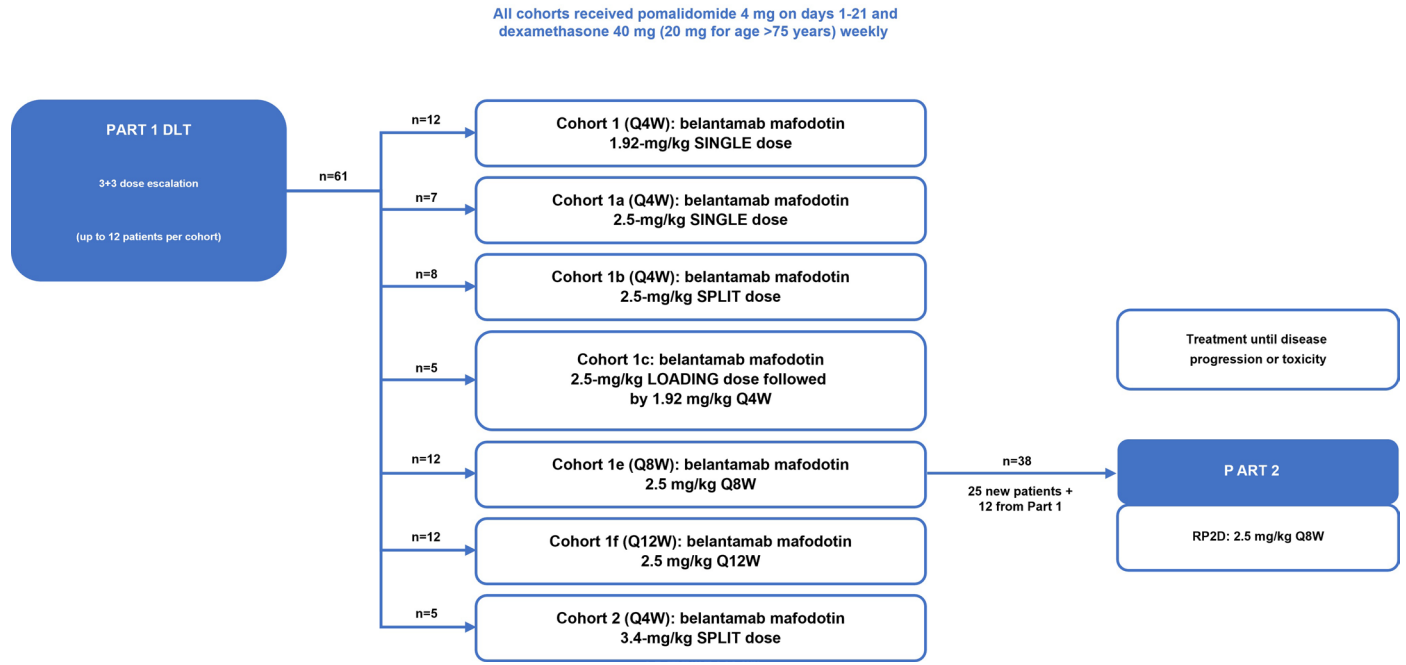 All cohorts received pomalidomide 4 mg on days 1-21 and
dexamethasone 40 mg (20 mg for age >75 years) weekly
PART 1 DLT
3+3 dose escalation
(up to 12 patients per cohort)
n=61
n=12
Cohort 1 (Q4W): belantamab mafodotin
1.92-mg/kg SINGLE dose
n=7
Cohort 1a (Q4W): belantamab mafodotin
2.5-mg/kg SINGLE dose
n=8
Cohort 1b (Q4W): belantamab mafodotin
2.5-mg/kg SPLIT dose
n=5
Cohort 1c: belantamab mafodotin
2.5-mg/kg LOADING dose followed
by 1.92 mg/kg Q4W
n=12
Cohort 1e (Q8W): belantamab mafodotin
2.5 mg/kg Q8W
n=12
Cohort 1f (Q12W): belantamab mafodotin
2.5 mg/kg Q12W
n=5
Cohort 2 (Q4W): belantamab mafodotin
3.4-mg/kg SPLIT dose
n=38
25 new patients +
12 from Part 1
Treatment until disease
progression or toxicity
P ART 2
RP2D: 2.5 mg/kg Q8W